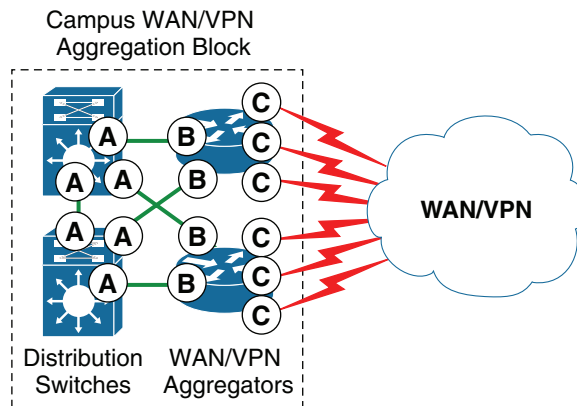 Campus WAN/VPN
Aggregation Block
C
A
B
C
A
A
B
C
WAN/VPN
A
A
B
C
A
B
C
C
Distribution
Switches
WAN/VPN
Aggregators